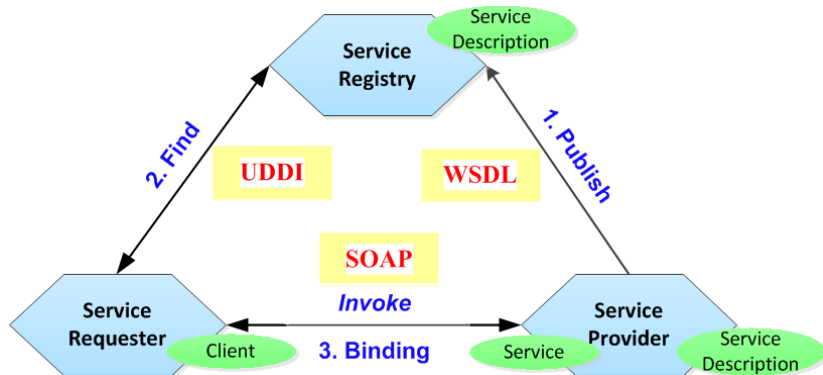 Service
Description
Service
Registry
2. Find
1. Publish
UDDI
WSDL
SOAP
Invoke
Service
Requester
Client
3. Binding
Service
Provider
Service
Service
Description